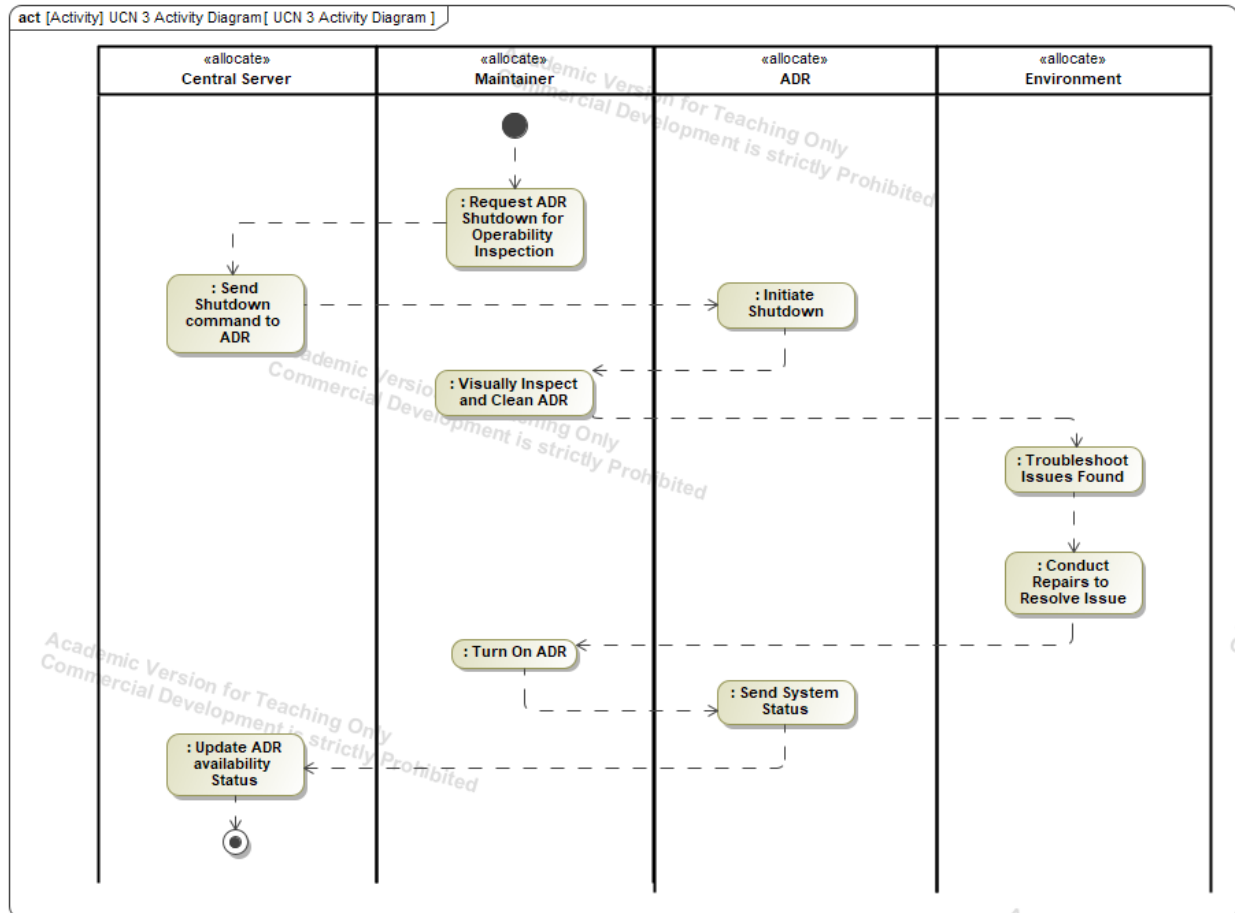 act [Activity] UCN 3 Activity Diagram [ UCN 3 Activity Diagram ]
«allocate»
Central Server
«allocate»
Maintainer
«allocate»
ADR
«allocate»
Environment
Academic Version for Teaching Only
Commercial Development is strictly Prohibited
: Request ADR
Shutdown for
Operability
Inspection
: Send
Shutdown
command to
ADR
: Initiate
Shutdown
Academic Version for Teaching Only
Commercial Development is strictly Prohibited
: Visually Inspect
and Clean ADR
: Troubleshoot
Issues Found
: Conduct
Repairs to
Resolve Issue
Academic Version for Teaching Only
Commercial Development is strictly Prohibited
: Turn On ADR
: Send System
Status
: Update ADR
availability
Status